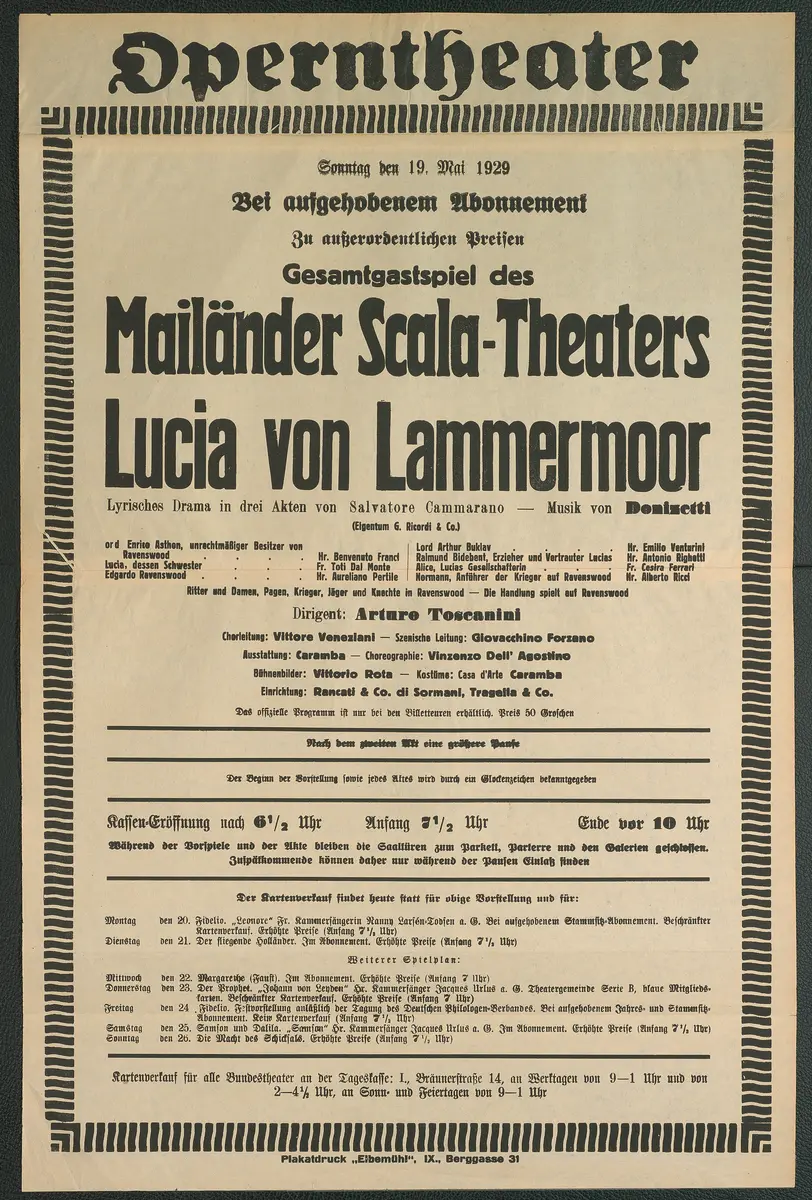 Operntheater
Sonntag den 19. Mai 1929
Bei aufgehobenem Abonnement
Zu außerordentlichen Preisen
Gesamtgastspiel des
Mailänder Scala-Theaters
Lucia von Lammermoor
Lyrisches Drama in drei Akten von Salvatore Cammarano — Musik von Donizetti
(Eigentum G. Ricordi & Co.)
ord Enrico Asthon, unrechtmäßiger Besitzer von
Ravenswood . . . . Hr. Benvenuto Franci
Lucia, dessen Schwester . . . . Fr. Toti Dal Monte
Edgardo Ravenswood . . . . . Hr. Aureliano Pertile
Lord Arthur Buklav . . . . Hr. Emilio Venturini
Raimund Bidebent, Erzieher und Vertrauter Lucias Hr. Antonio Righetti
Alice, Lucias Gesellschafterin . . . . Fr. Cesira Ferrari
Normann, Anführer der Krieger auf Ravenswood Hr. Alberto Ricci
Ritter und Damen, Pagen, Krieger, Jäger und Knechte in Ravenswood — Die Handlung spielt auf Ravenswood
Dirigent: Arturo Toscanini
Chorleitung: Vittore Veneziani — Szenische Leitung: Giovacchino Forzano
Ausstattung: Caramba — Choreographie: Vinzenzo Dell' Agostino
Bühnenbilder: Vittorio Rota — Kostüme: Casa d'Arte Caramba
Einrichtung: Rancati & Co. di Sormani, Tragella & Co.
Das offizielle Programm ist nur bei den Billetteuren erhältlich. Preis 50 Groschen
Nach dem zweiten Akt eine größere Pause
Der Beginn der Vorstellung sowie jedes Aktes wird durch ein Glockenzeichen bekanntgegeben
Kassen-Eröffnung nach 6½ Uhr Anfang 7½ Uhr Ende vor 10 Uhr
Während der Vorspiele und der Akte bleiben die Saaltüren zum Parkett, Parterre und den Galerien geschlossen.
Zuspätkommende können daher nur während der Pausen Einlaß finden
Der Kartenverkauf findet heute statt für obige Vorstellung und für:
Montag den 20. Fidelio. „Leonore" Fr. Kammersängerin Nanny Larsén-Todsen a. G. Bei aufgehobenem Stammsitz-Abonnement. Beschränkter
Kartenverkauf. Erhöhte Preise (Anfang 7½ Uhr)
Dienstag den 21. Der fliegende Holländer. Im Abonnement. Erhöhte Preise (Anfang 7½ Uhr)
Weiterer Spielplan:
Mittwoch den 22. Margarethe (Faust). Im Abonnement. Erhöhte Preise (Anfang 7 Uhr)
Donnerstag den 23. Der Prophet. „Johann von Leyden" Hr. Kammersänger Jacques Urlus a. G. Theatergemeinde Serie B, blaue Mitglieds-
karten. Beschränkter Kartenverkauf. Erhöhte Preise (Anfang 7 Uhr)
Freitag den 24 Fidelio. Festvorstellung anläßlich der Tagung des Deutschen Philologen-Verbandes. Bei aufgehobenem Jahres- und Stammsitz-
Abonnement. Kein Kartenverkauf (Anfang 7½ Uhr)
Samstag den 25. Samson und Dalila. „Samson" Hr. Kammersänger Jacques Urlus a. G. Im Abonnement. Erhöhte Preise (Anfang 7½ Uhr)
Sonntag den 26. Die Macht des Schicksals. Erhöhte Preise (Anfang 7½ Uhr)
Kartenverkauf für alle Bundestheater an der Tageskasse: I., Bräunerstraße 14, an Werktagen von 9—1 Uhr und von
2—4½ Uhr, an Sonn- und Feiertagen von 9—1 Uhr
Plakatdruck „Elbemühl", IX., Berggasse 31